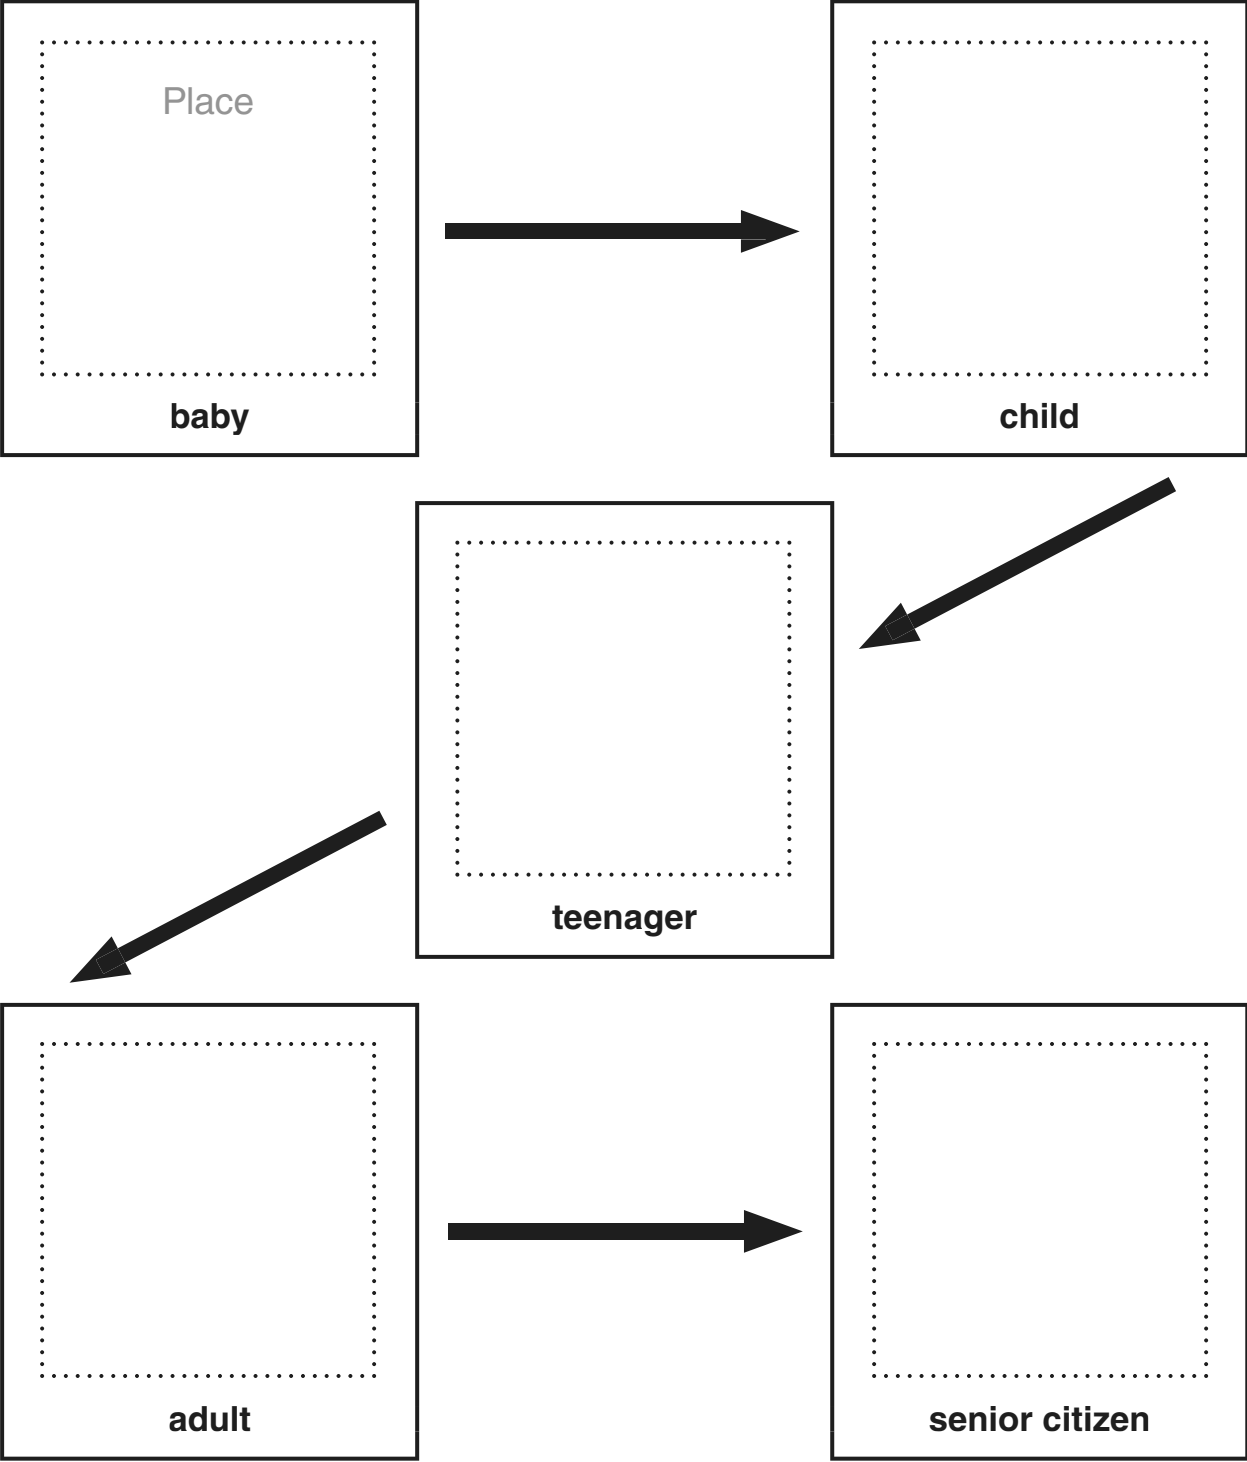 Place
baby
child
teenager
adult
senior citizen